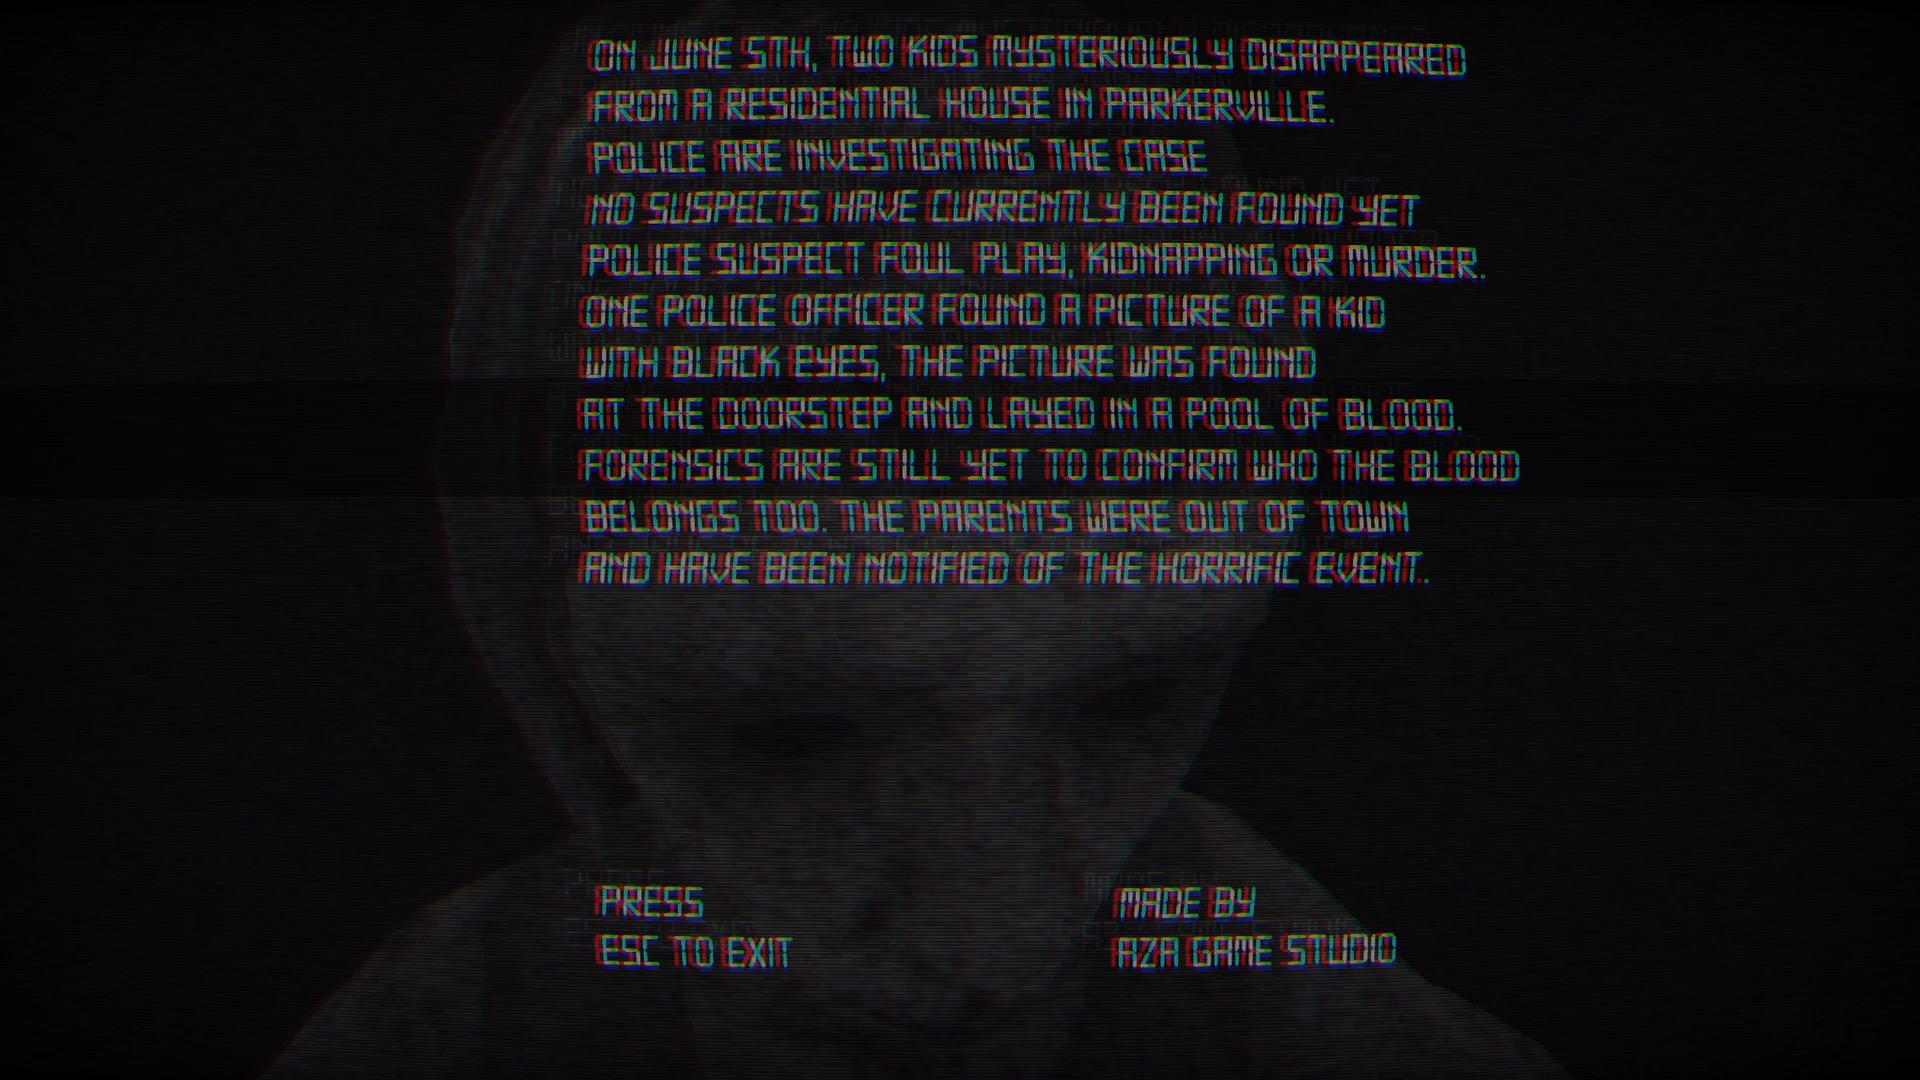 ON JUNE 5TH, TWO KIDS MYSTERIOUSLY DISAPPEARED
FROM A RESIDENTIAL HOUSE IN PARKERVILLE.
POLICE ARE INVESTIGATING THE CASE
NO SUSPECTS HAVE CURRENTLY BEEN FOUND YET
POLICE SUSPECT FOUL PLAY, KIDNAPPING OR MURDER.
ONE POLICE OFFICER FOUND A PICTURE OF A KID
WITH BLACK EYES, THE PICTURE WAS FOUND
AT THE DOORSTEP AND LAYED IN A POOL OF BLOOD.
FORENSICS ARE STILL YET TO CONFIRM WHO THE BLOOD
BELONGS TOO. THE PARENTS WERE OUT OF TOWN
AND HAVE BEEN NOTIFIED OF THE HORRIFIC EVENT..
PRESS
ESC TO EXIT
MADE BY
AZA GAME STUDIO